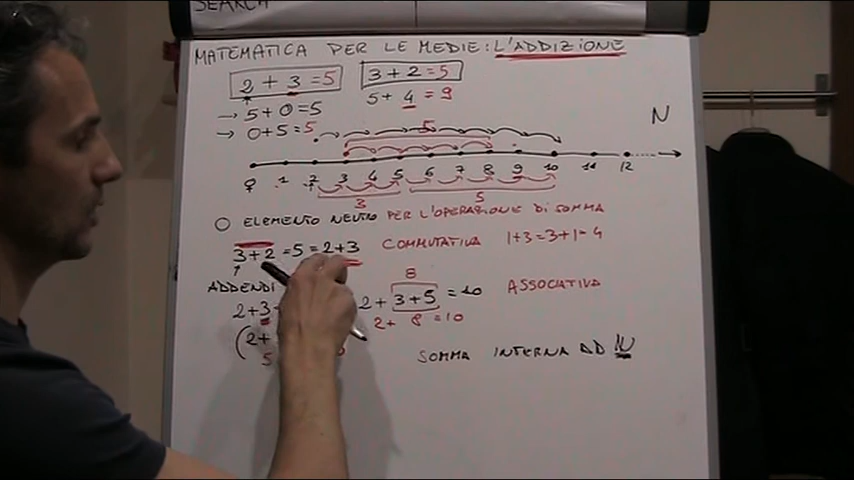 SEARCH
MATEMATICA PER LE MEDIE: L'ADDIZIONE
2 + 3 = 5 3 + 2 = 5
→ 5 + 0 = 5 5 + 4 = 9
→ 0 + 5 = 5
5
N
0 1 2 3 4 5 6 7 8 9 10 11 12
3 5
O ELEMENTO NEUTRO PER L'OPERAZIONE DI SOMMA
3 + 2 = 5 = 2 + 3 COMMUTATIVA 1+3=3+1=4
8
ADDENDI 2 + 3 + 5 = 10 ASSOCIATIVA
2+3 2+ 8 = 10
(2+
5
SOMMA INTERNA AD N